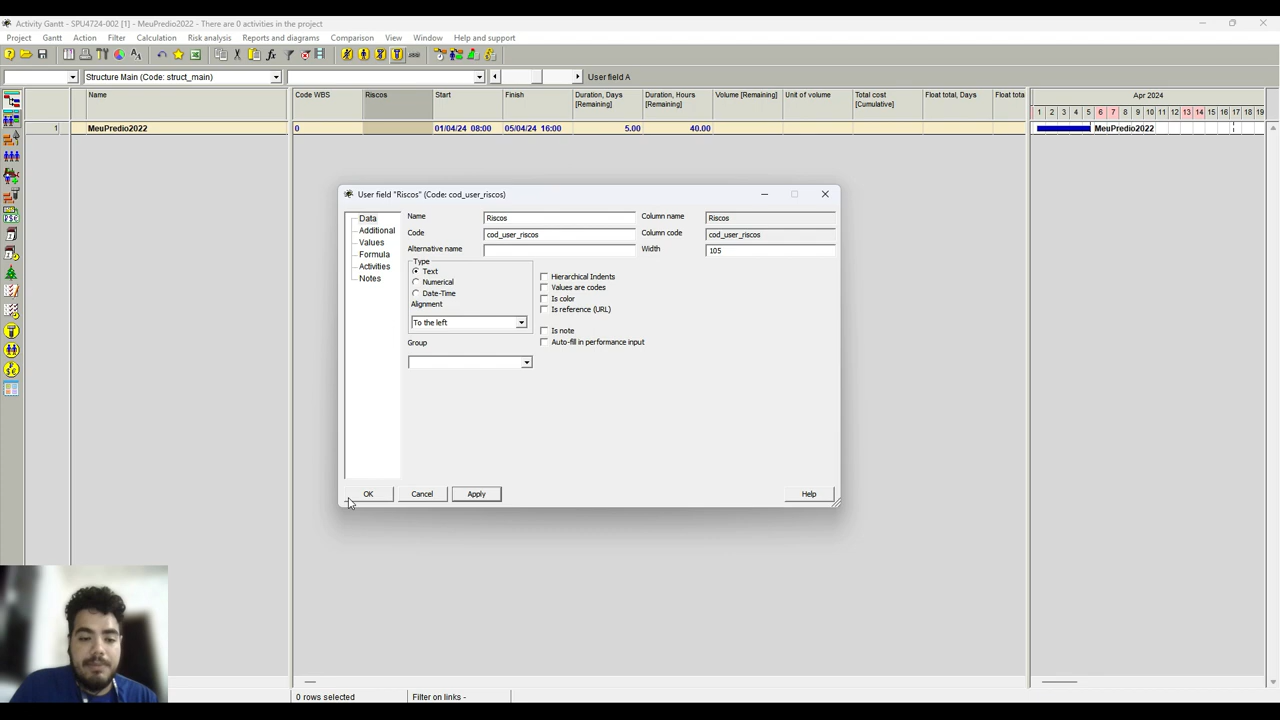 Activity Gantt - SPU4724-002 [1] - MeuPredio2022 - There are 0 activities in the project
Project Gantt Action Filter Calculation Risk analysis Reports and diagrams Comparison View Window Help and support
Structure Main (Code: struct_main) User field A
Name Code WBS Riscos Start Finish Duration, Days [Remaining] Duration, Hours [Remaining] Volume [Remaining] Unit of volume Total cost [Cumulative] Float total, Days Float tota Apr 2024
1 2 3 4 5 6 7 8 9 10 11 12 13 14 15 16 17 18 19
1 MeuPredio2022 0 01/04/24 08:00 05/04/24 16:00 5.00 40.00 MeuPredio2022
User field "Riscos" (Code: cod_user_riscos)
Data
Additional
Values
Formula
Activities
Notes
Name Riscos Column name Riscos
Code cod_user_riscos Column code cod_user_riscos
Alternative name Width 105
Type
Text
Numerical
Date-Time
Alignment
To the left
Group
Hierarchical Indents
Values are codes
Is color
Is reference (URL)
Is note
Auto-fill in performance input
OK Cancel Apply Help
0 rows selected Filter on links -